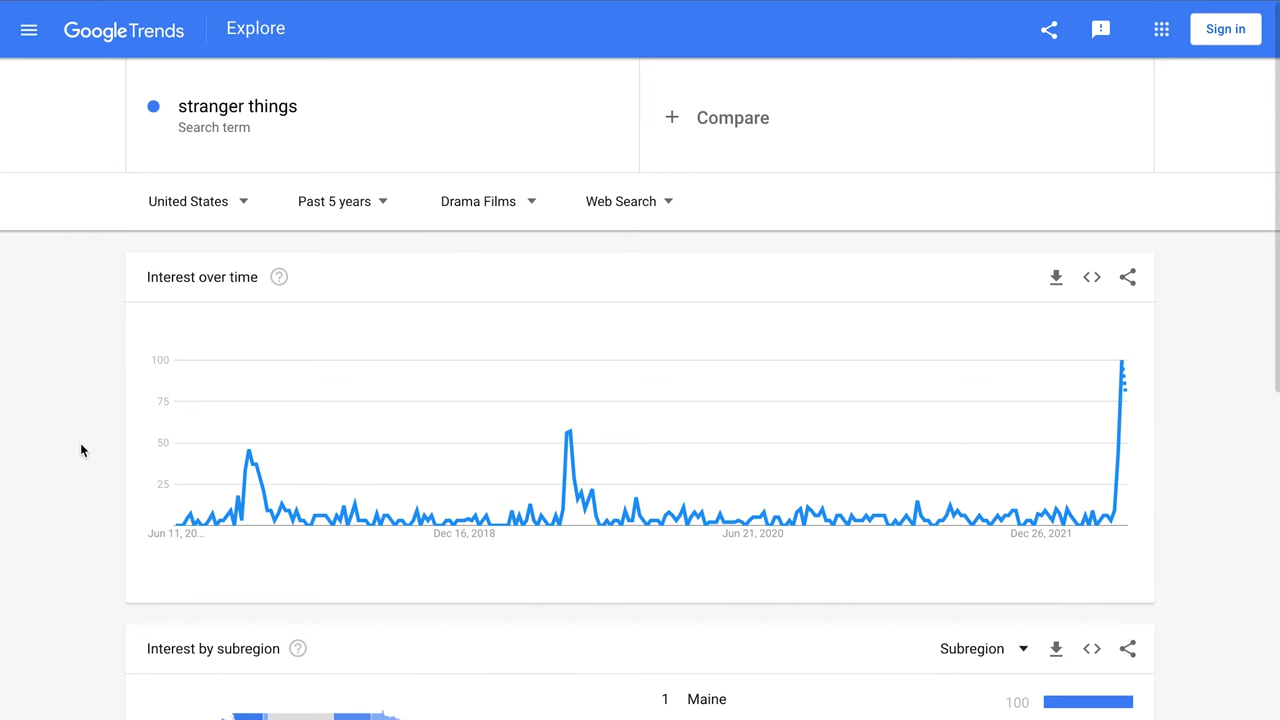 GoogleTrends
Explore
Sign in
stranger things
Search term
+ Compare
United States
Past 5 years
Drama Films
Web Search
Interest over time
100
75
50
25
Jun 11, 20...
Dec 16, 2018
Jun 21, 2020
Dec 26, 2021
Interest by subregion
Subregion
1 Maine 100